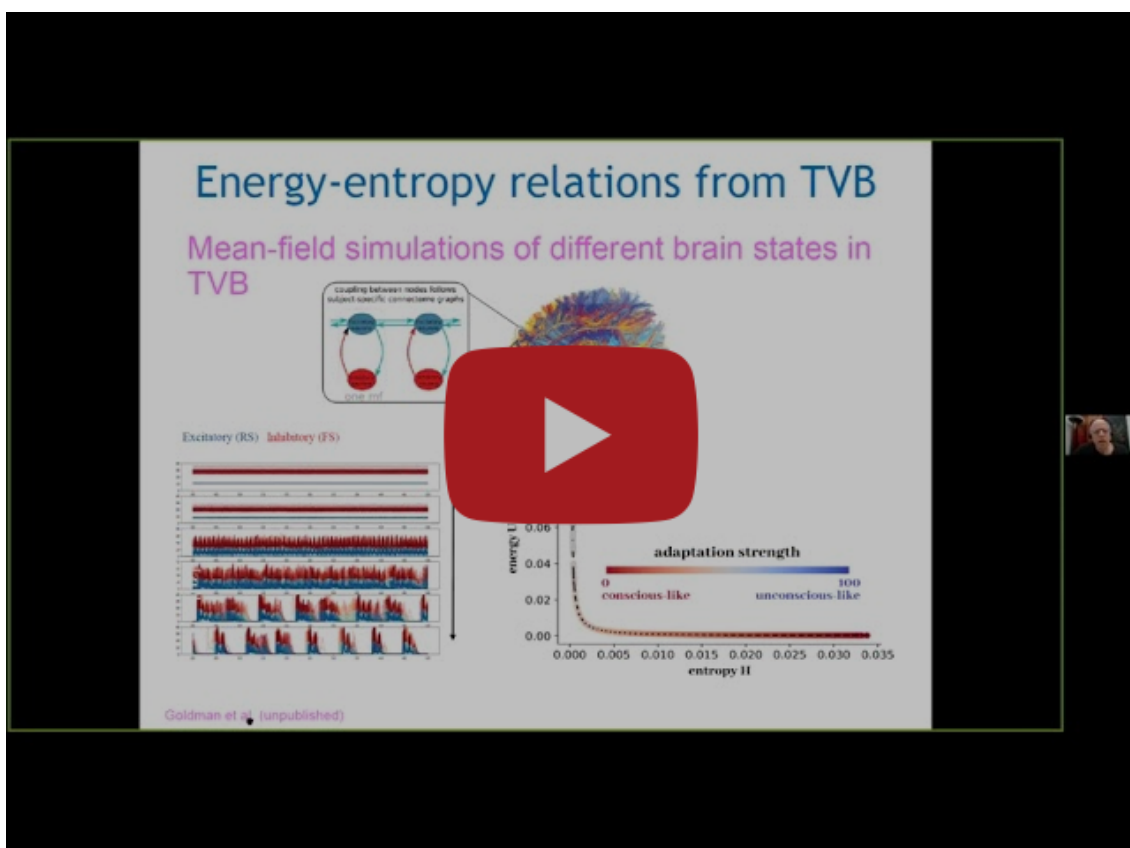 Energy-entropy relations from TVB
Mean-field simulations of different brain states in
TVB
coupling between nodes follows
subject specific connectome graphs
one mf
Excitatory (RS) Inhibitory (FS)
energy U
0.06
0.04
0.02
0.00
adaptation strength
0 100
conscious-like unconscious-like
0.000 0.005 0.010 0.015 0.020 0.025 0.030 0.035
entropy H
Goldman et al. (unpublished)